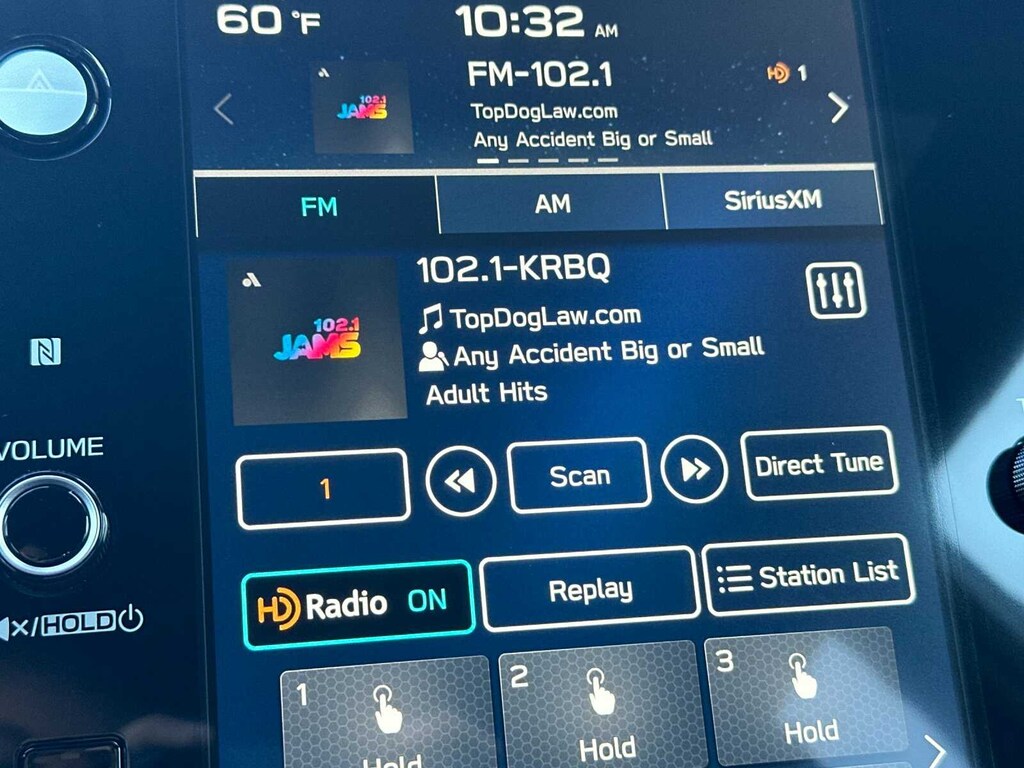 60 °F
10:32 AM
102.1
JAMS
FM-102.1
HD 1
TopDogLaw.com
Any Accident Big or Small
FM
AM
SiriusXM
102.1
JAMS
102.1-KRBQ
TopDogLaw.com
Any Accident Big or Small
Adult Hits
N
VOLUME
1
Scan
Direct Tune
HD Radio ON
Replay
Station List
/HOLD
1
Hold
2
Hold
3
Hold